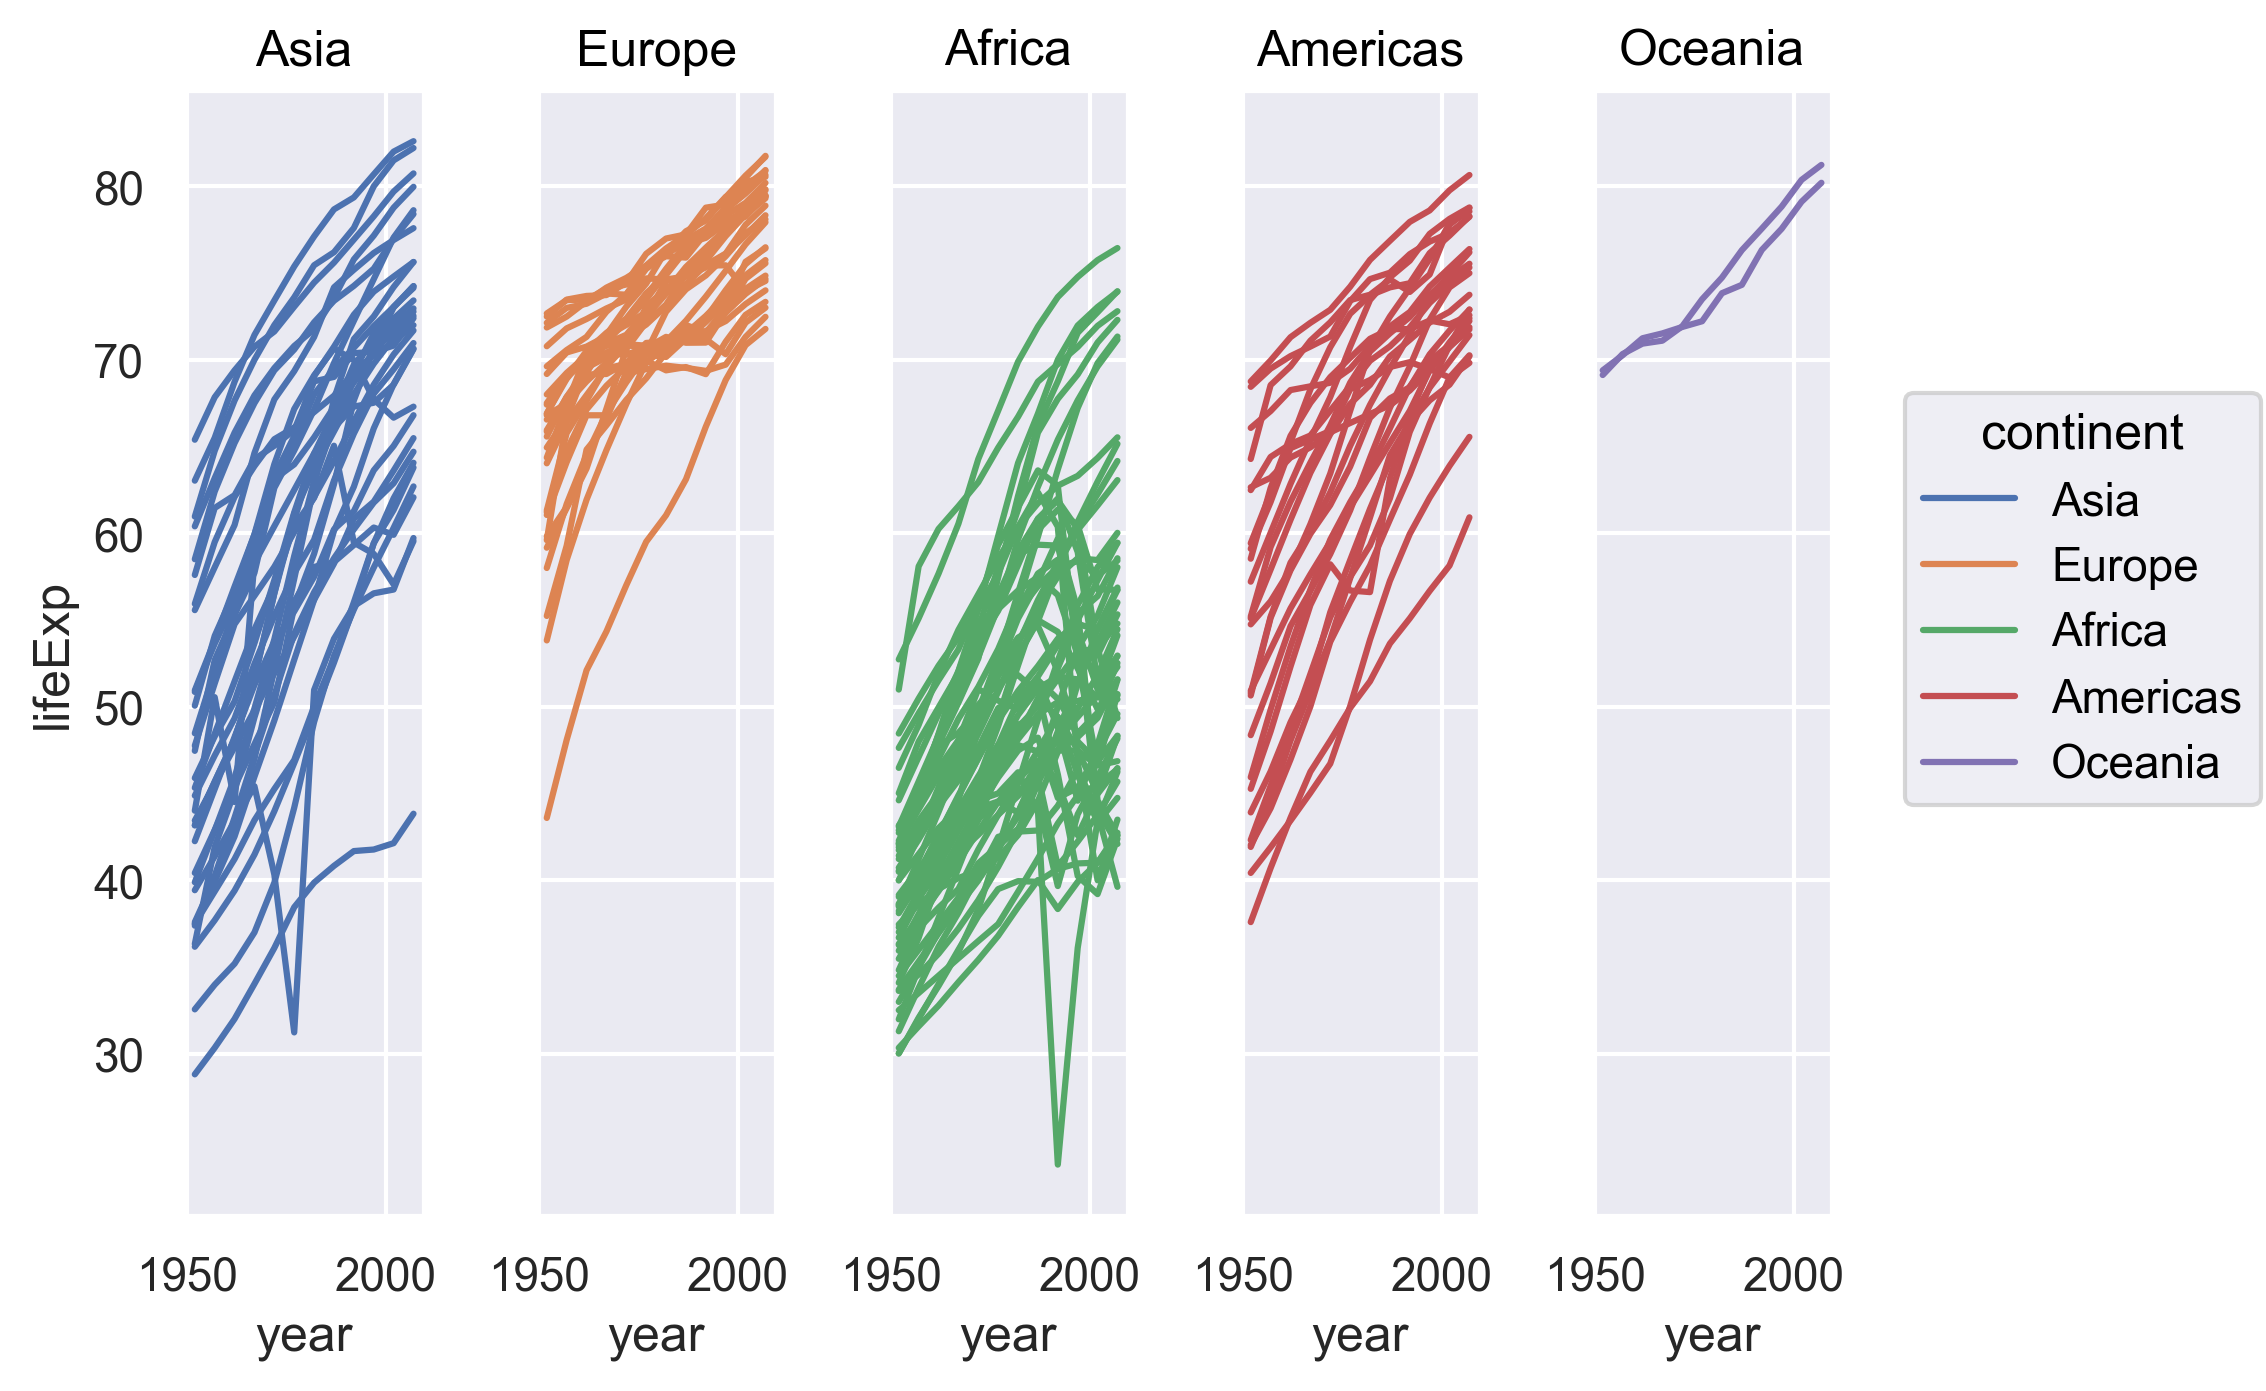 Asia Europe Africa Americas Oceania
lifeExp
80
70
60
50
40
30
1950 2000 1950 2000 1950 2000 1950 2000 1950 2000
year year year year year
continent
Asia
Europe
Africa
Americas
Oceania